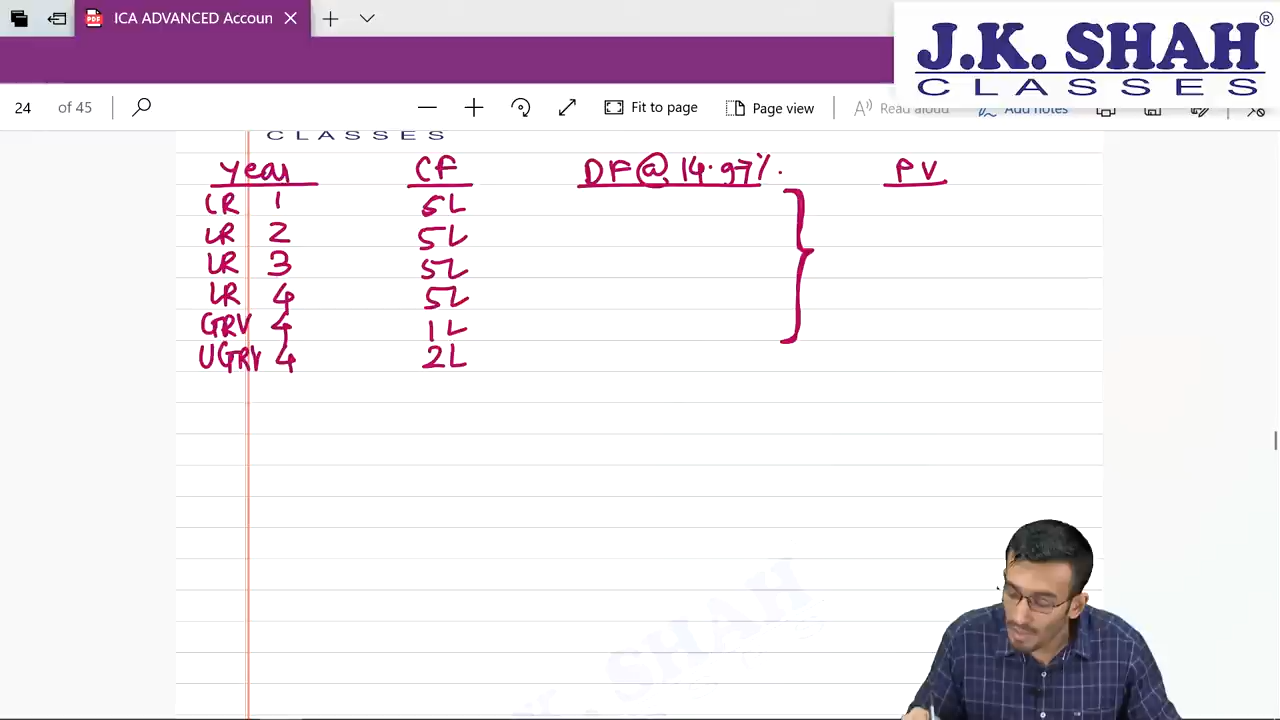 ICA ADVANCED Accoun
J.K. SHAH®
CLASSES
24 of 45
Fit to page
Page view
Read aloud
Add notes
CLASSES
Year CF DF@ 14.97%. PV
LR 1 5L
LR 2 5L
LR 3 5L
LR 4 5L
GRV 4 1L
UGRV 4 2L
K. SHAH